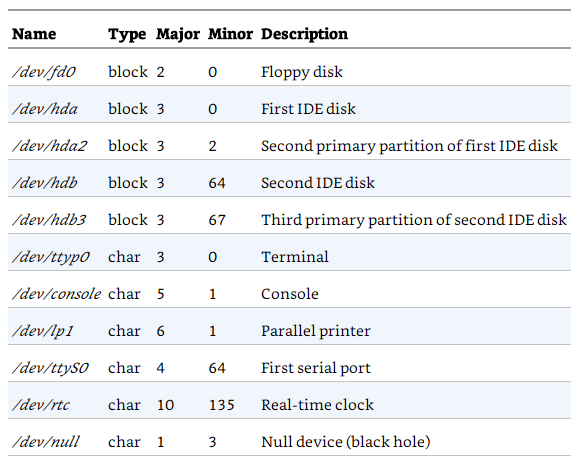 Name Type Major Minor Description
/dev/fd0 block 2 0 Floppy disk
/dev/hda block 3 0 First IDE disk
/dev/hda2 block 3 2 Second primary partition of first IDE disk
/dev/hdb block 3 64 Second IDE disk
/dev/hdb3 block 3 67 Third primary partition of second IDE disk
/dev/ttyp0 char 3 0 Terminal
/dev/console char 5 1 Console
/dev/lp1 char 6 1 Parallel printer
/dev/ttyS0 char 4 64 First serial port
/dev/rtc char 10 135 Real-time clock
/dev/null char 1 3 Null device (black hole)